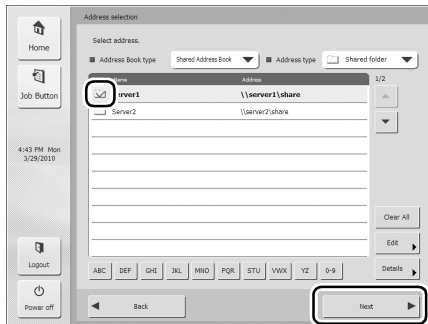 Address selection
Home
Select address.
Address Book type
Shared Address Book
Address type
Shared folder
Name
Address
1/2
Job Button
erver1
\\server1\share
Server2
\\server2\share
4:43 PM Mon
3/29/2010
Clear All
Edit
Logout
ABC
DEF
GHI
JKL
MNO
PQR
STU
VWX
YZ
0-9
Details
Power off
Back
Next